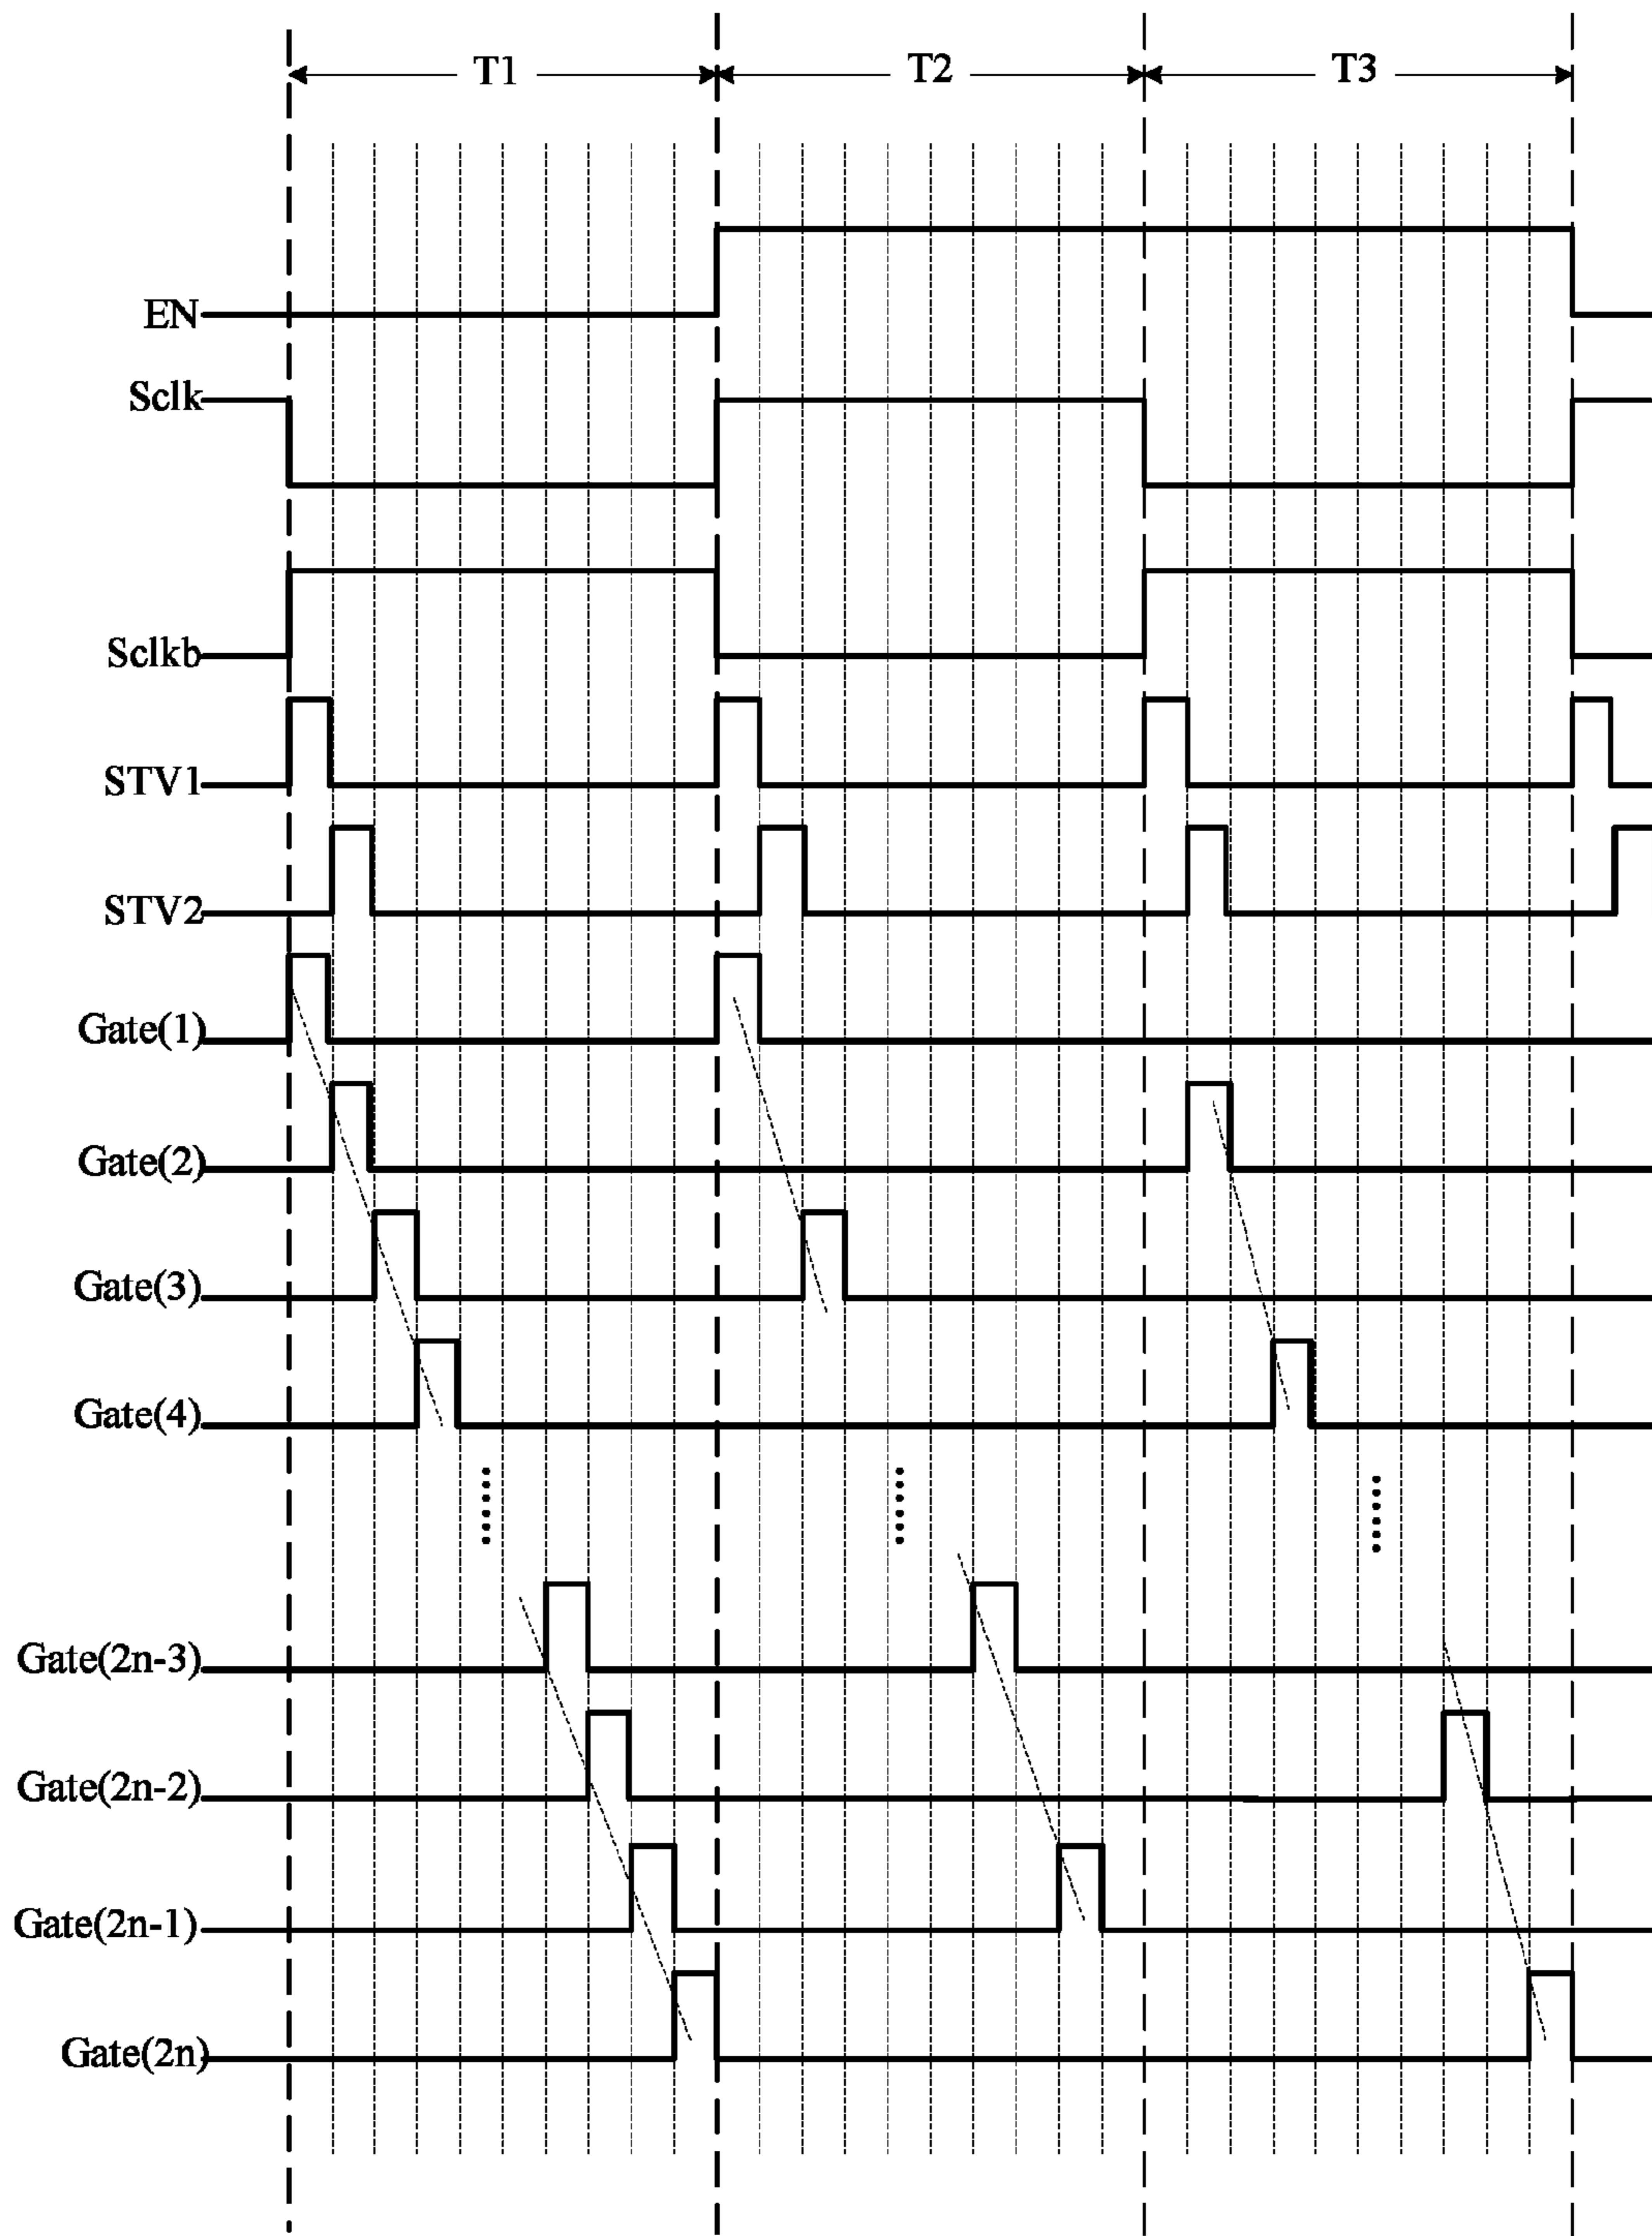 T1 T2 T3
EN
Sclk
Sclkb
STV1
STV2
Gate(1)
Gate(2)
Gate(3)
Gate(4)
Gate(2n-3)
Gate(2n-2)
Gate(2n-1)
Gate(2n)